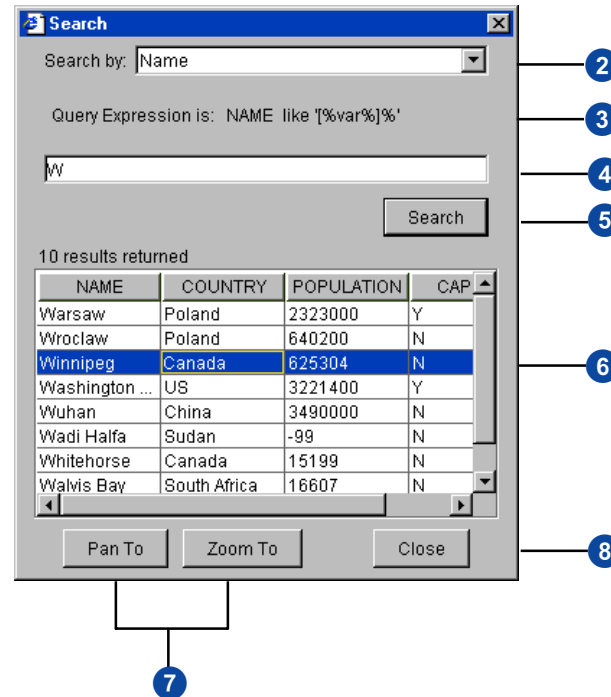 Search
Search by: Name
2
Query Expression is: NAME like '[%var%]%'
3
W
4
Search
5
10 results returned
NAME COUNTRY POPULATION CAP
Warsaw Poland 2323000 Y
Wroclaw Poland 640200 N
Winnipeg Canada 625304 N
6
Washington ... US 3221400 Y
Wuhan China 3490000 N
Wadi Halfa Sudan -99 N
Whitehorse Canada 15199 N
Walvis Bay South Africa 16607 N
Pan To Zoom To Close
8
7